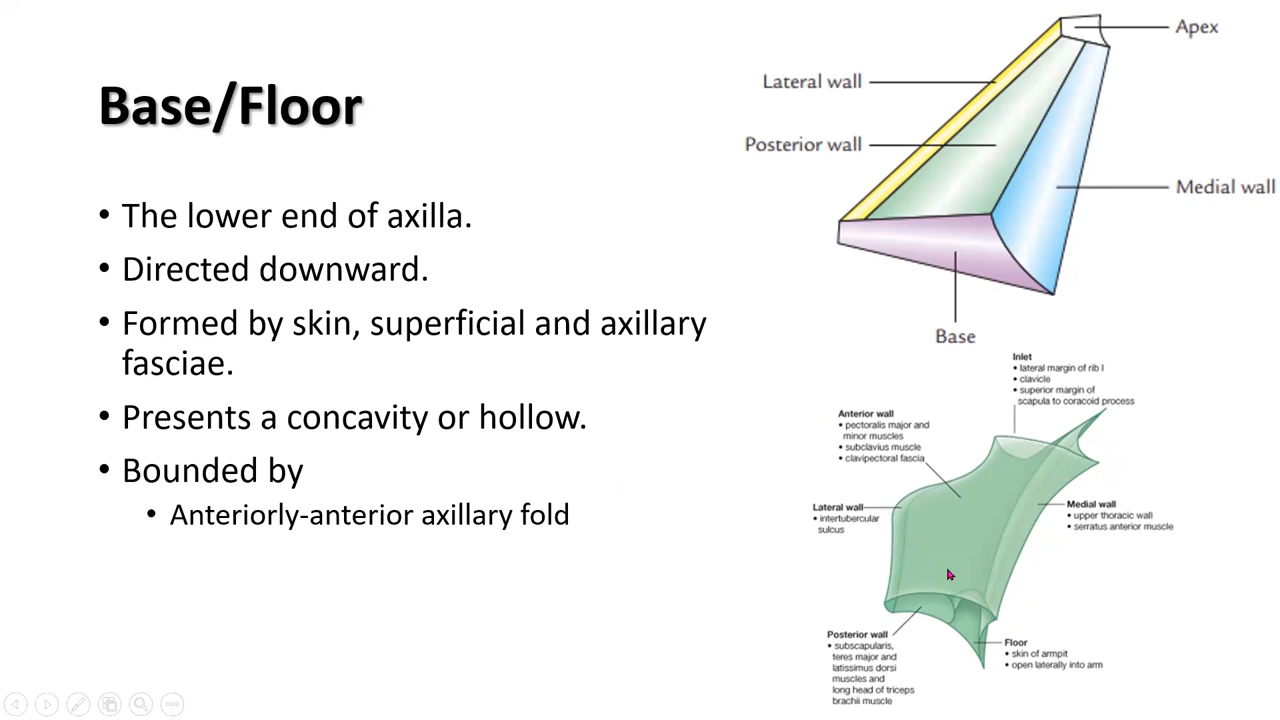 Base/Floor
• The lower end of axilla.
• Directed downward.
• Formed by skin, superficial and axillary
fasciae.
• Presents a concavity or hollow.
• Bounded by
• Anteriorly-anterior axillary fold
Apex
Lateral wall
Posterior wall
Medial wall
Base
Inlet
• lateral margin of rib I
• clavicle
• superior margin of
scapula to coracoid process
Anterior wall
• pectoralis major and
minor muscles
• subclavius muscle
• clavipectoral fascia
Lateral wall
• intertubercular
sulcus
Medial wall
• upper thoracic wall
• serratus anterior muscle
Posterior wall
• subscapularis,
teres major and
latissimus dorsi
muscles and
long head of triceps
brachii muscle
Floor
• skin of armpit
• open laterally into arm